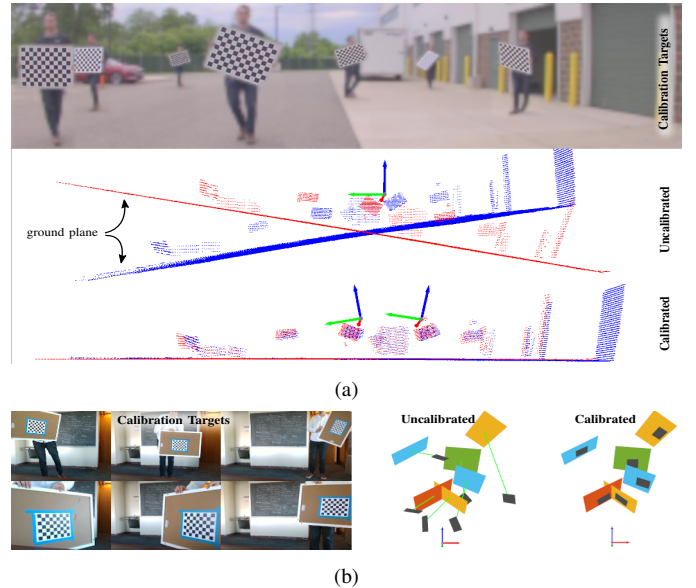 Calibration Targets
Uncalibrated
ground plane
Calibrated
(a)
Calibration Targets
Uncalibrated
Calibrated
(b)